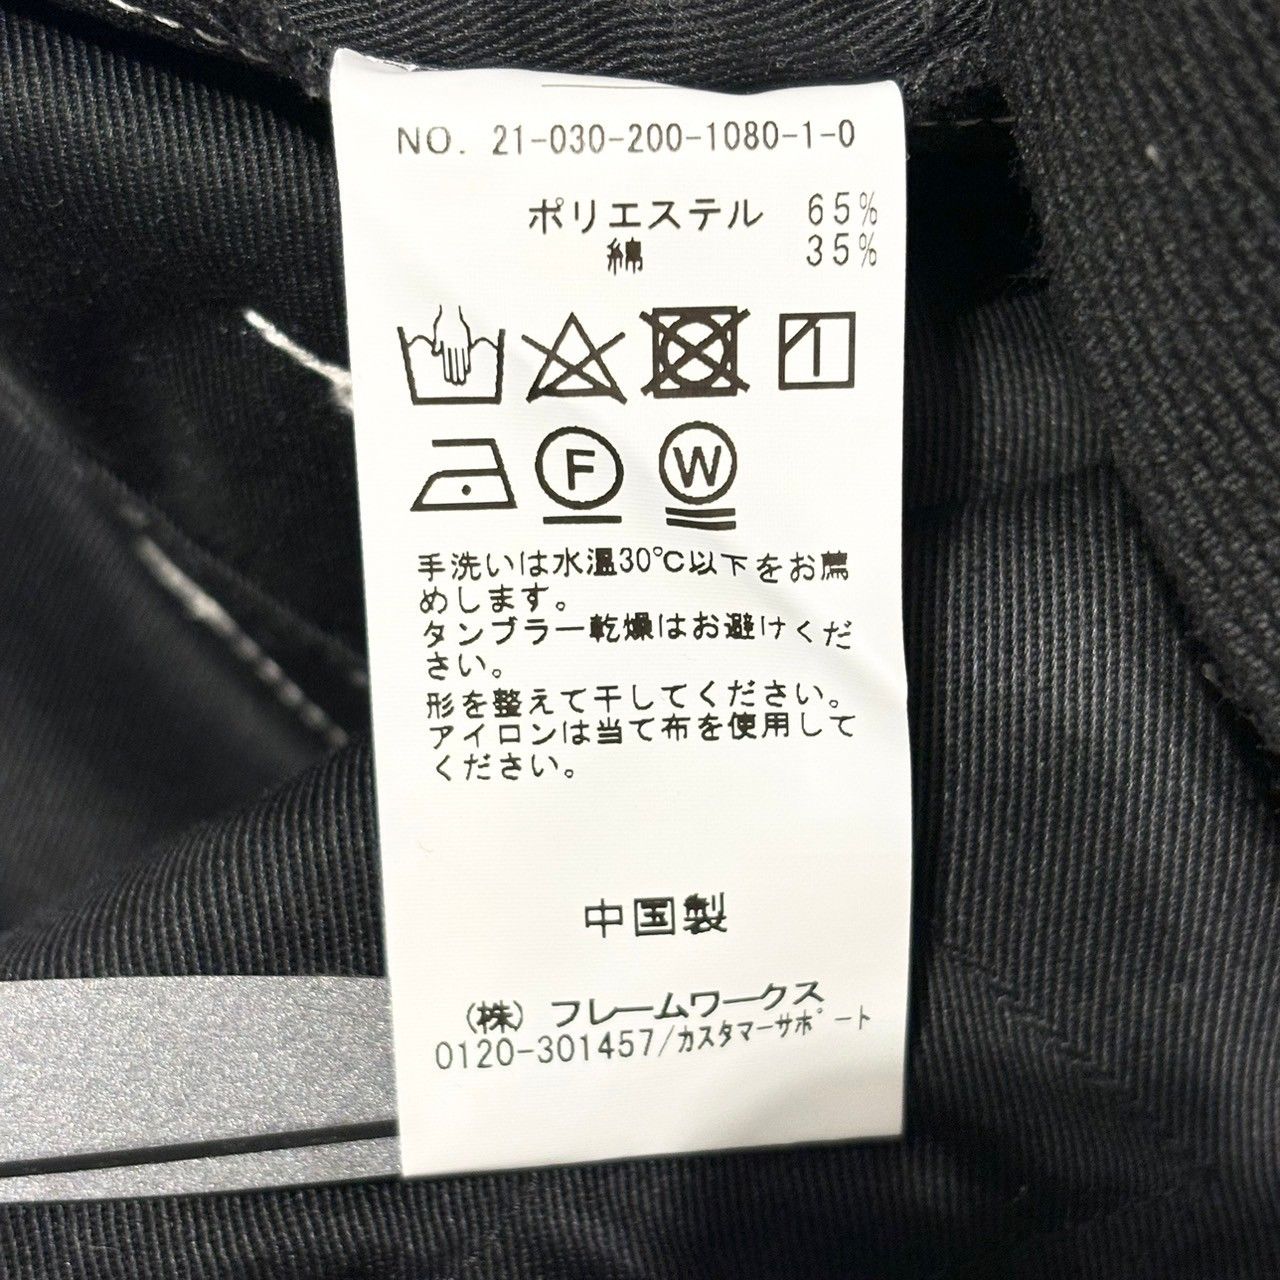 NO. 21-030-200-1080-1-0
ポリエステル 65%
綿 35%
F W
手洗いは水温30℃以下をお薦
めします。
タンブラー乾燥はお避けくだ
さい。
形を整えて干してください。
アイロンは当て布を使用して
ください。
中国製
(株) フレームワークス
0120-301457/カスタマーサポート